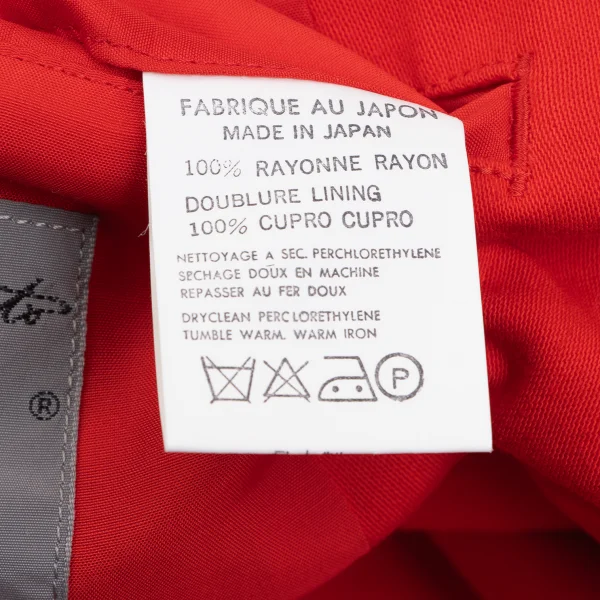 FABRIQUE AU JAPON
MADE IN JAPAN
100% RAYONNE RAYON
DOUBLURE LINING
100% CUPRO CUPRO
NETTOYAGE A SEC. PERCHLORETHYLENE
SECHAGE DOUX EN MACHINE
REPASSER AU FER DOUX
DRYCLEAN PERCLORETHYLENE
TUMBLE WARM. WARM IRON
P
®